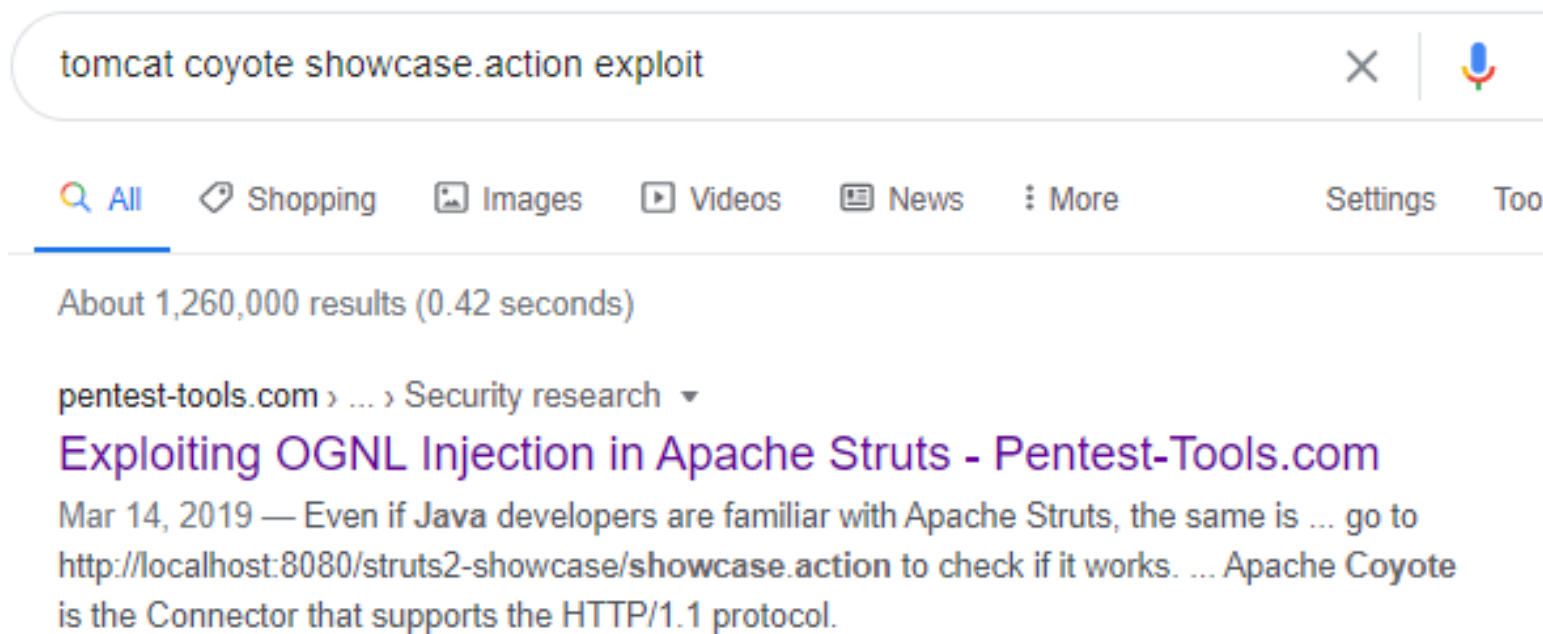 tomcat coyote showcase.action exploit
All Shopping Images Videos News More Settings Too
About 1,260,000 results (0.42 seconds)
pentest-tools.com › ... › Security research
Exploiting OGNL Injection in Apache Struts - Pentest-Tools.com
Mar 14, 2019 — Even if Java developers are familiar with Apache Struts, the same is ... go to
http://localhost:8080/struts2-showcase/showcase.action to check if it works. ... Apache Coyote
is the Connector that supports the HTTP/1.1 protocol.